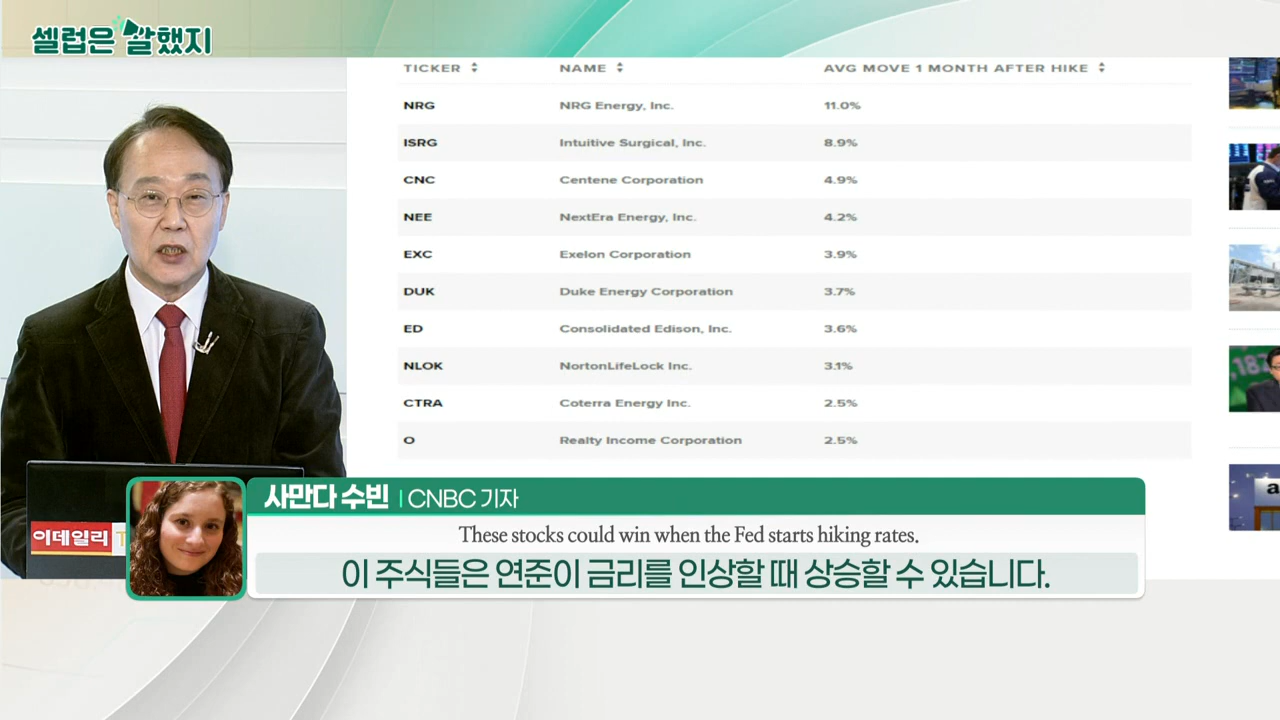 셀럽은 말했지
TICKER NAME AVG MOVE 1 MONTH AFTER HIKE
NRG NRG Energy, Inc. 11.0%
ISRG Intuitive Surgical, Inc. 8.9%
CNC Centene Corporation 4.9%
NEE NextEra Energy, Inc. 4.2%
EXC Exelon Corporation 3.9%
DUK Duke Energy Corporation 3.7%
ED Consolidated Edison, Inc. 3.6%
NLOK NortonLifeLock Inc. 3.1%
CTRA Coterra Energy Inc. 2.5%
O Realty Income Corporation 2.5%
이데일리 T
사만다 수빈 CNBC 기자
These stocks could win when the Fed starts hiking rates.
이 주식들은 연준이 금리를 인상할 때 상승할 수 있습니다.